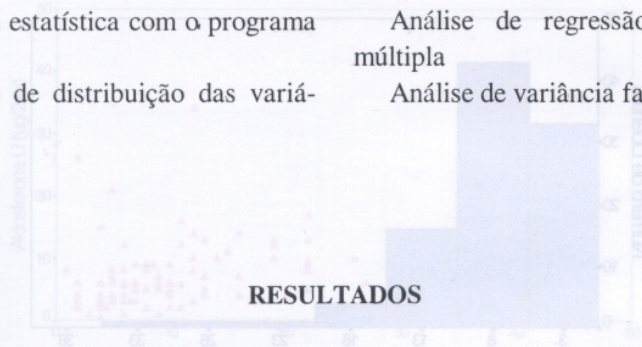 estatística com o programa
de distribuição das variá-
Análise de regressão
múltipla
Análise de variância fa
RESULTADOS